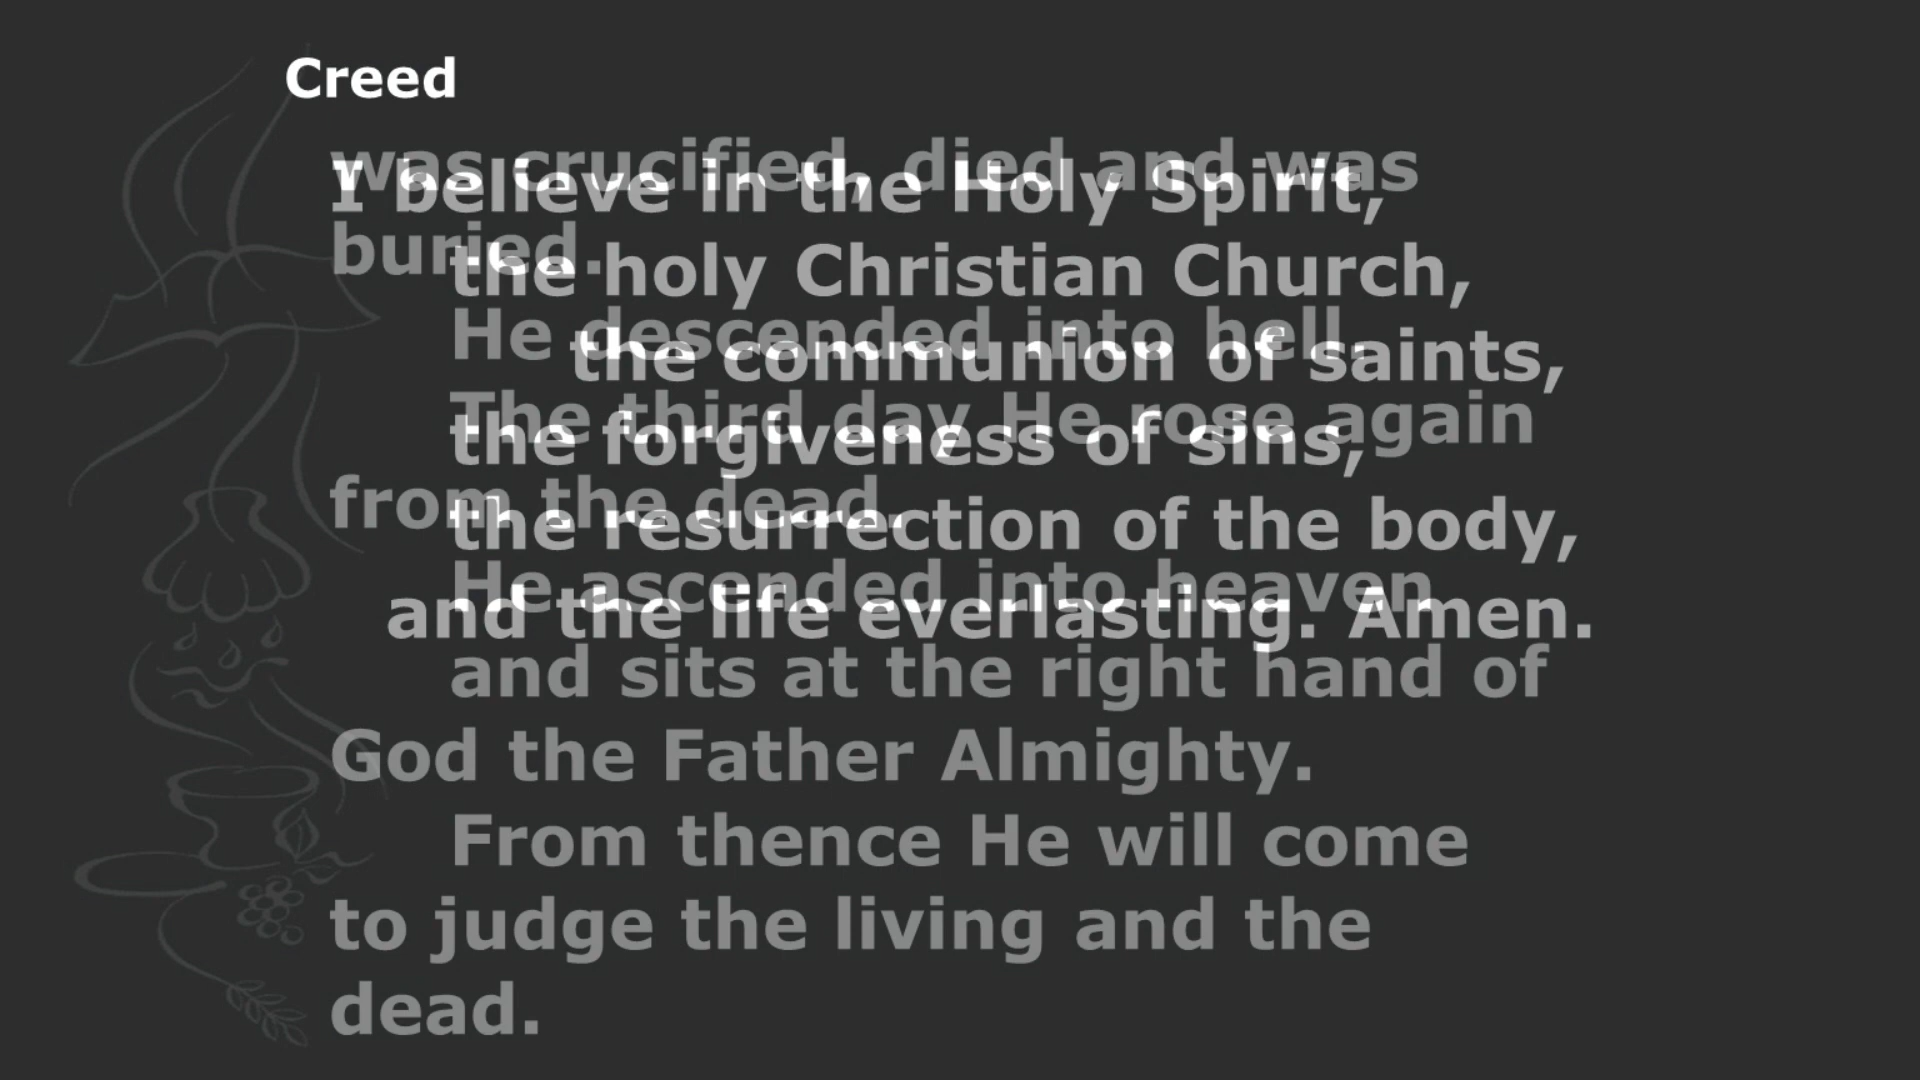 Creed
was crucified, died and was
buried.
He descended into hell.
The third day He rose again
from the dead.
He ascended into heaven
and sits at the right hand of
God the Father Almighty.
From thence He will come
to judge the living and the
dead.
I believe in the Holy Spirit,
the holy Christian Church,
the communion of saints,
the forgiveness of sins,
the resurrection of the body,
and the life everlasting. Amen.